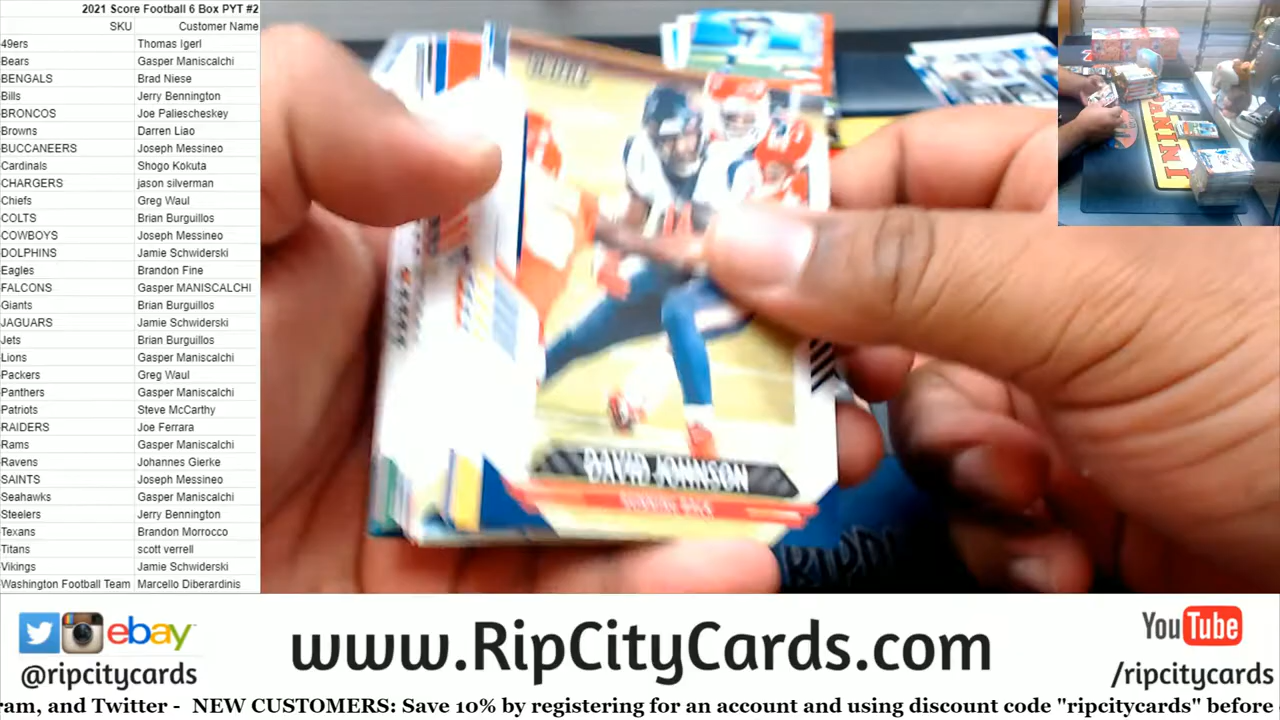 2021 Score Football 6 Box PYT #2
SKU Customer Name
49ers Thomas Igerl
Bears Gasper Maniscalchi
BENGALS Brad Niese
Bills Jerry Bennington
BRONCOS Joe Paliescheskey
Browns Darren Liao
BUCCANEERS Joseph Messineo
Cardinals Shogo Kokuta
CHARGERS jason silverman
Chiefs Greg Waul
COLTS Brian Burguillos
COWBOYS Joseph Messineo
DOLPHINS Jamie Schwiderski
Eagles Brandon Fine
FALCONS Gasper MANISCALCHI
Giants Brian Burguillos
JAGUARS Jamie Schwiderski
Jets Brian Burguillos
Lions Gasper Maniscalchi
Packers Greg Waul
Panthers Gasper Maniscalchi
Patriots Steve McCarthy
RAIDERS Joe Ferrara
Rams Gasper Maniscalchi
Ravens Johannes Gierke
SAINTS Joseph Messineo
Seahawks Gasper Maniscalchi
Steelers Jerry Bennington
Texans Brandon Morrocco
Titans scott verrell
Vikings Jamie Schwiderski
Washington Football Team Marcello Diberardinis
SCORE
DAVID JOHNSON
RUNNING BACK
PANINI
ebay
@ripcitycards
www.RipCityCards.com
YouTube
/ripcitycards
ram, and Twitter - NEW CUSTOMERS: Save 10% by registering for an account and using discount code "ripcitycards" before